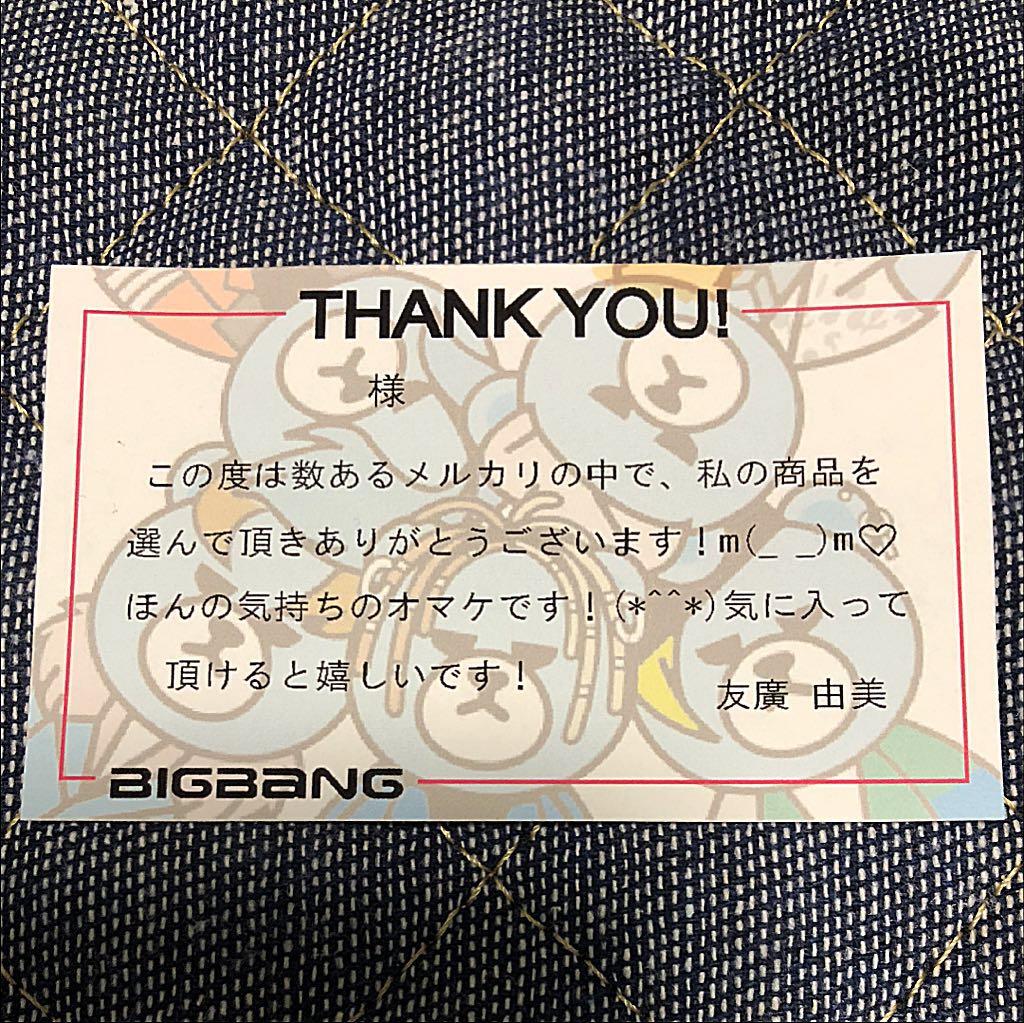 THANK YOU!
様
この度は数あるメルカリの中で、私の商品を
選んで頂きありがとうございます!m(_ _)m♡
ほんの気持ちのオマケです!(*^^*)気に入って
頂けると嬉しいです!
友廣 由美
BIGBANG